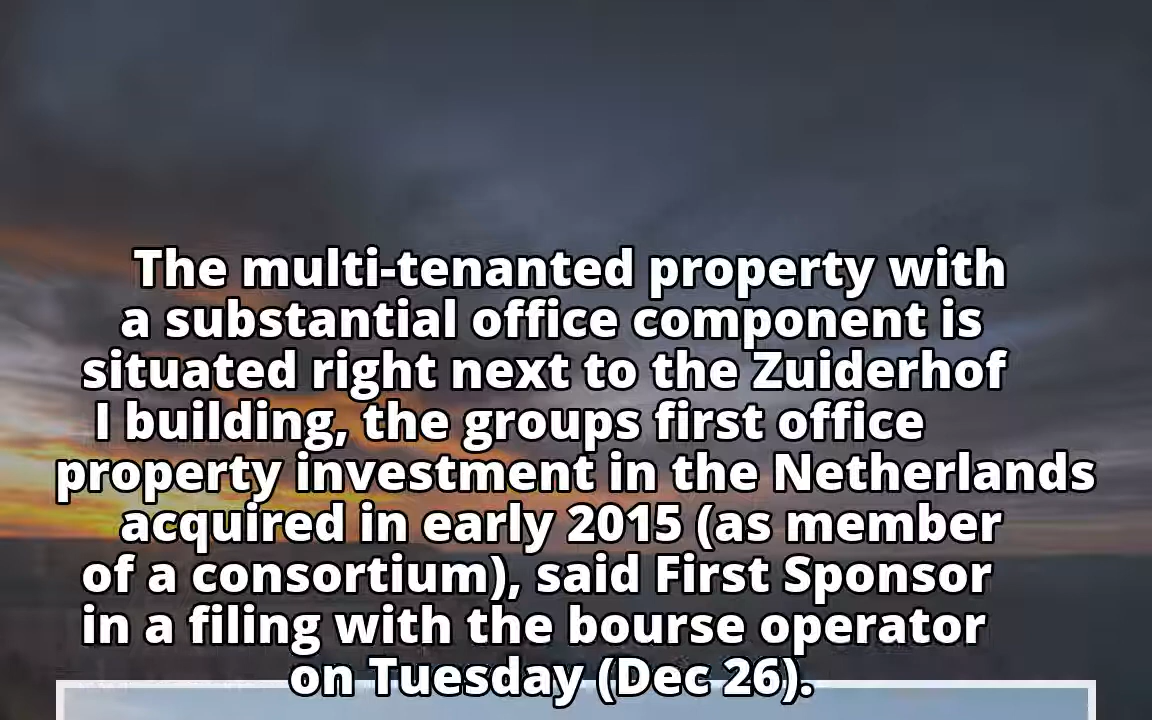 The multi-tenanted property with
a substantial office component is
situated right next to the Zuiderhof
I building, the groups first office
property investment in the Netherlands
acquired in early 2015 (as member
of a consortium), said First Sponsor
in a filing with the bourse operator
on Tuesday (Dec 26).